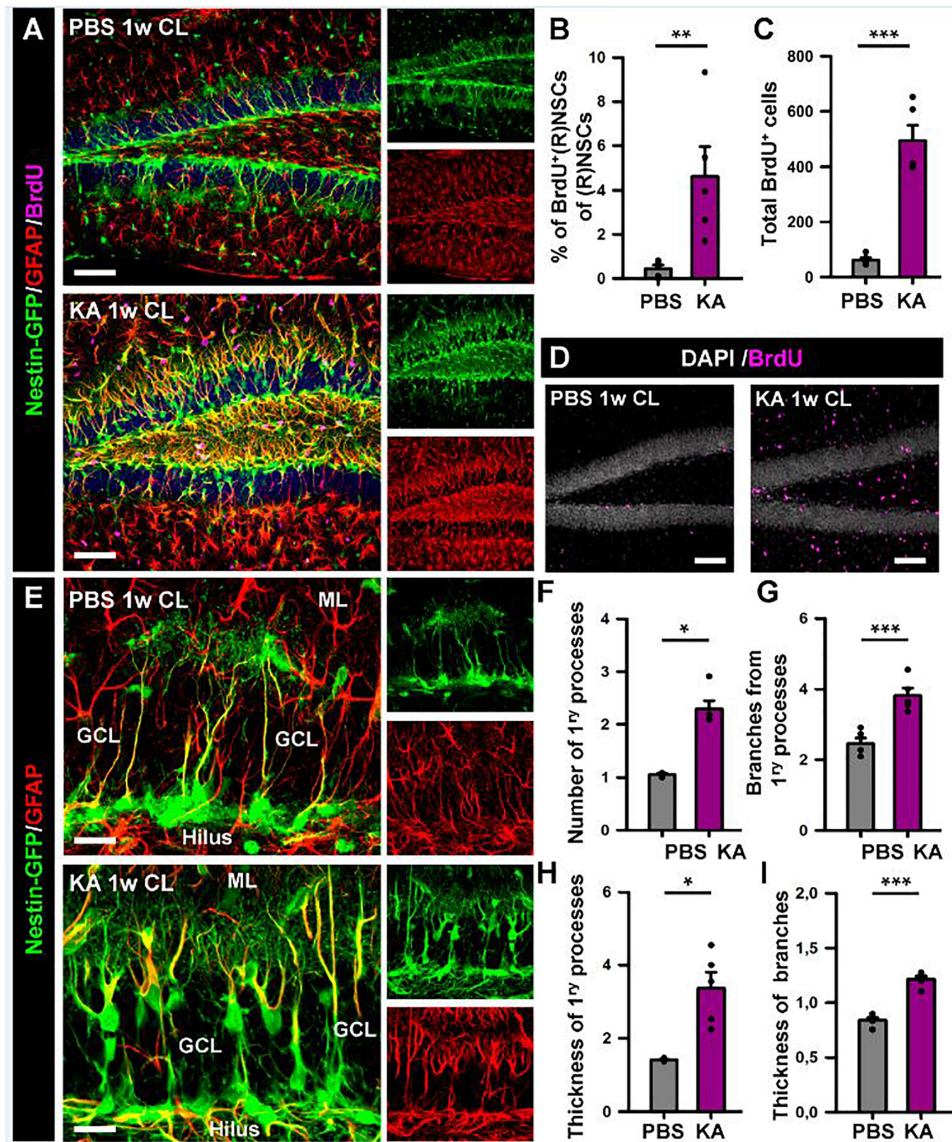 A
Nestin-GFP/GFAP/BrdU
PBS 1w CL
KA 1w CL
B
% of BrdU⁺(R)NSCs
of (R)NSCs
10
8
6
4
2
0
**
PBS KA
C
Total BrdU⁺ cells
800
600
400
200
0
***
PBS KA
D
DAPI /BrdU
PBS 1w CL
KA 1w CL
E
Nestin-GFP/GFAP
PBS 1w CL
ML
GCL
GCL
Hilus
KA 1w CL
ML
GCL
GCL
Hilus
F
Number of 1ʳʸ processes
4
3
2
1
0
*
PBS KA
G
Branches from
1ʳʸ processes
6
4
2
0
***
PBS KA
H
Thickness of 1ʳʸ processes
6
4
2
0
*
PBS KA
I
Thickness of branches
2,0
1,5
1,0
0,5
0,0
***
PBS KA